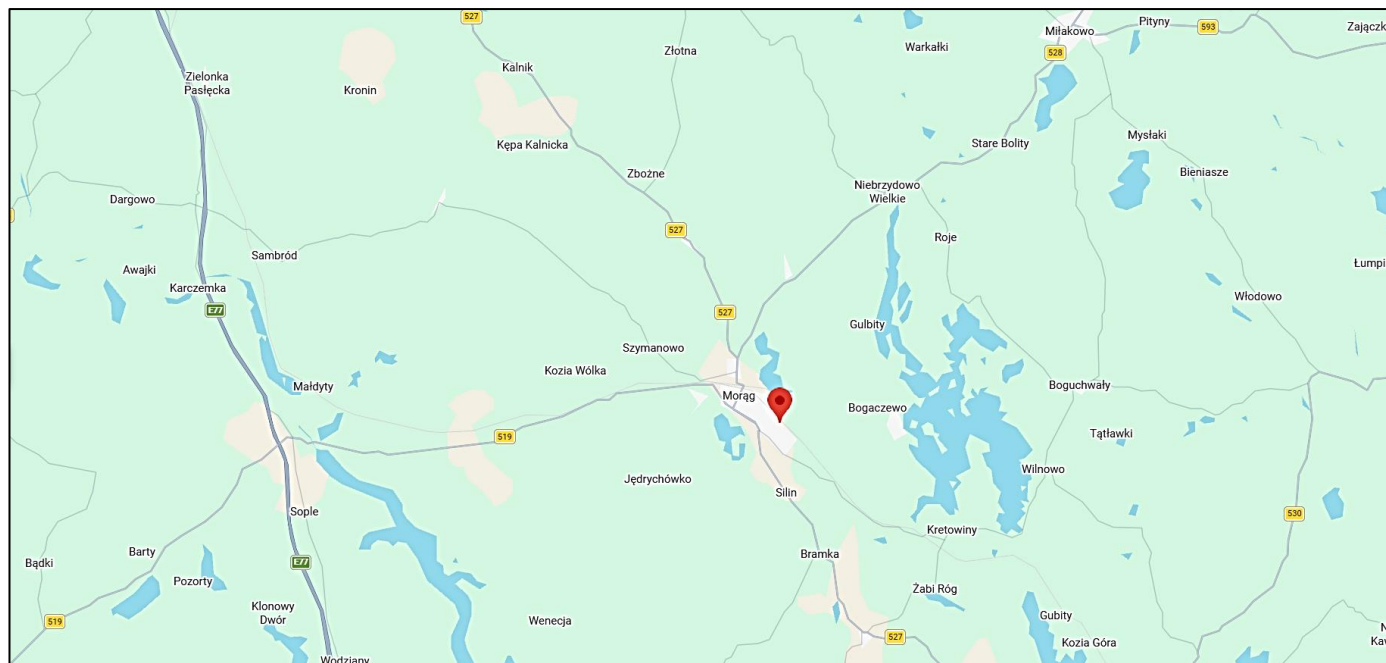 527
Miłakowo
Pityny
593
Zajączk
Złotna
Warkałki
528
Kalnik
Zielonka
Pasłęcka
Kronin
Kępa Kalnicka
Stare Bolity
Mysłaki
Zbożne
Bieniasze
Niebrzydowo
Wielkie
Dargowo
527
Roje
Sambród
Awajki
Karczemka
Łumpi
Włodowo
E77
527
Gulbity
Szymanowo
Kozia Wólka
Małdyty
Boguchwały
Morąg
Bogaczewo
519
Tątławki
Jędrychówko
Wilnowo
Silin
Sople
530
Kretowiny
Barty
Bramka
Bądki
E77
Pozorty
Żabi Róg
Klonowy
Dwór
Wenecja
Gubity
519
527
Kozia Góra
N
Kaw
Wodziany